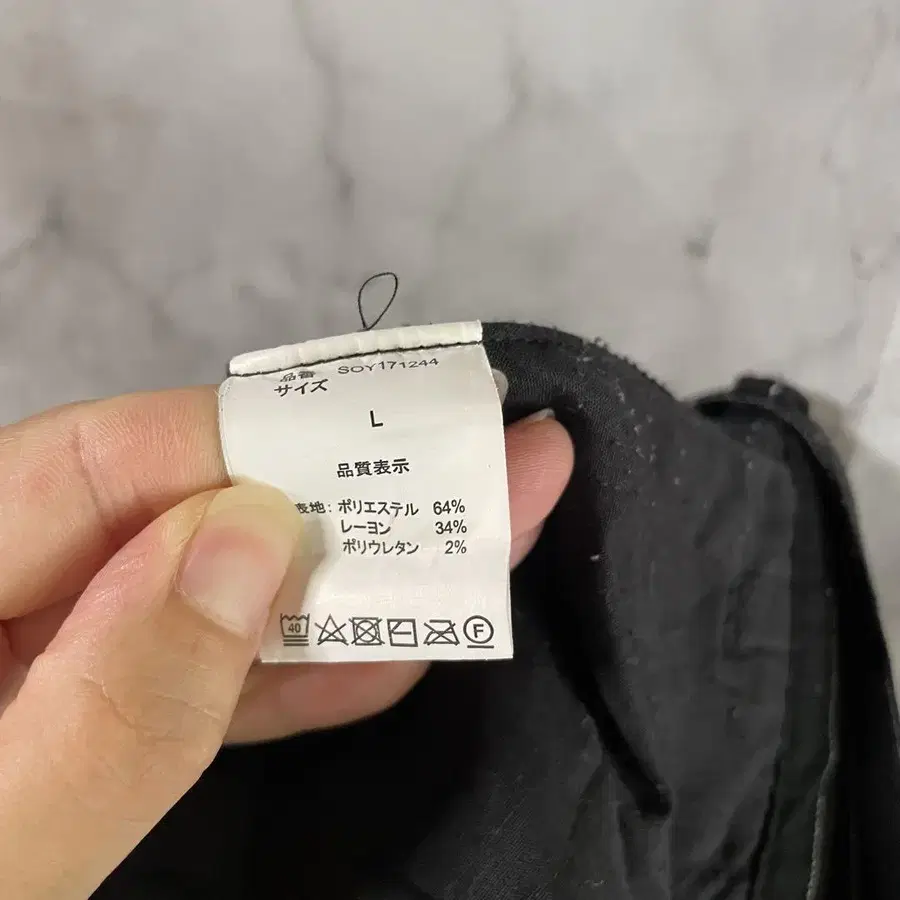 品番 SOY171244
サイズ
L
品質表示
表地: ポリエステル 64%
レーヨン 34%
ポリウレタン 2%
40 F